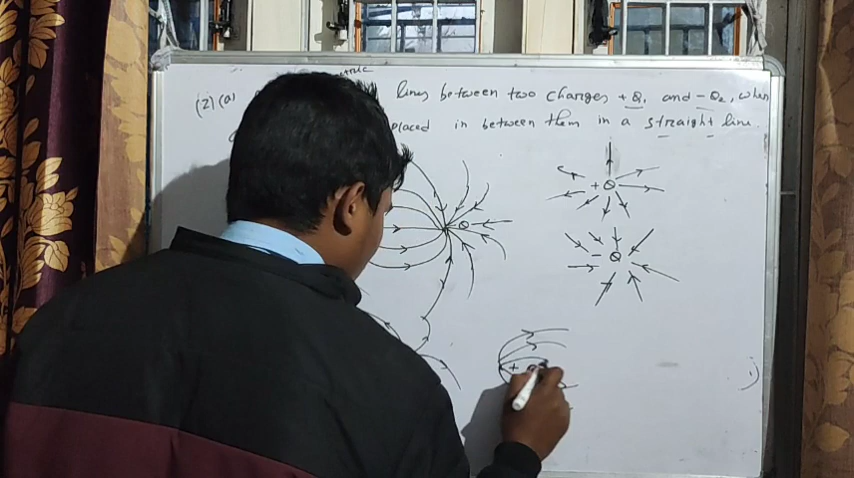 (2) (a) lines between two charges +Q₁ and -Q₂, when
placed in between them in a straight line.
+Q
-Q
-Q
+